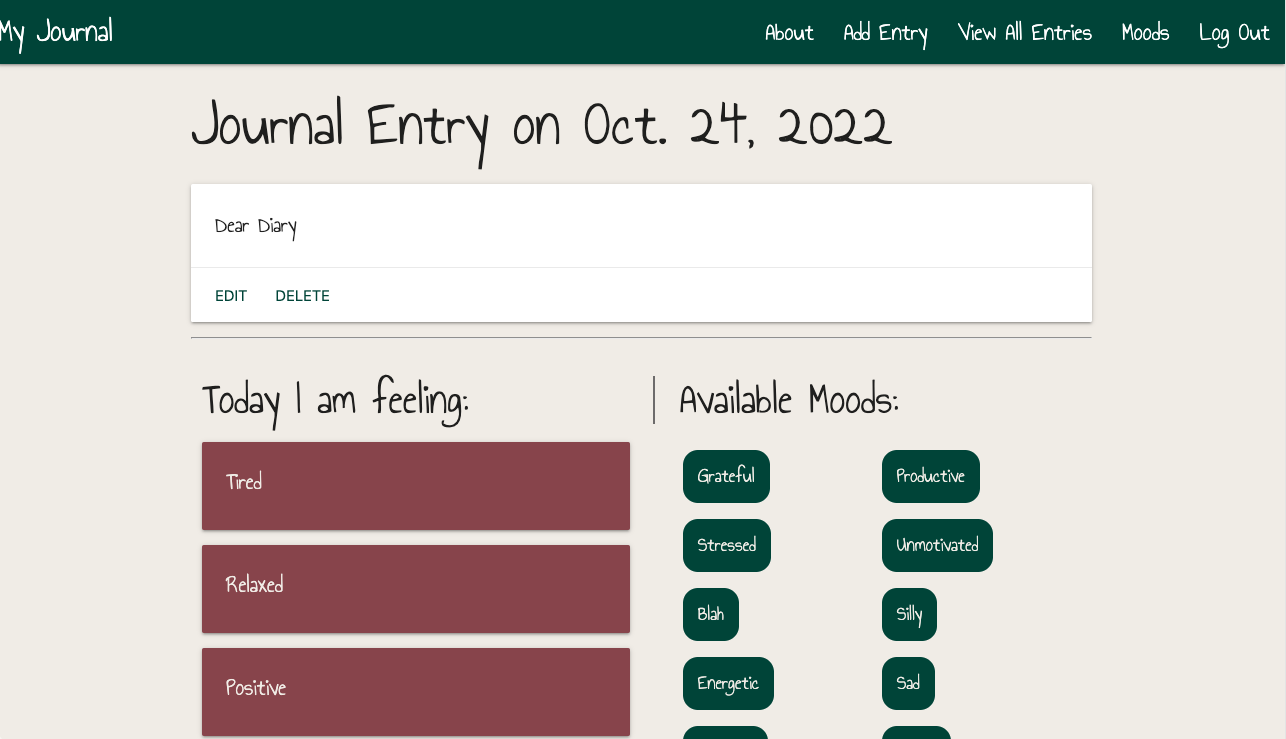 My Journal
About Add Entry View All Entries Moods Log Out
Journal Entry on Oct. 24, 2022
Dear Diary
EDIT DELETE
Today I am feeling:
Tired
Relaxed
Positive
Available Moods:
Grateful Productive
Stressed Unmotivated
Blah Silly
Energetic Sad